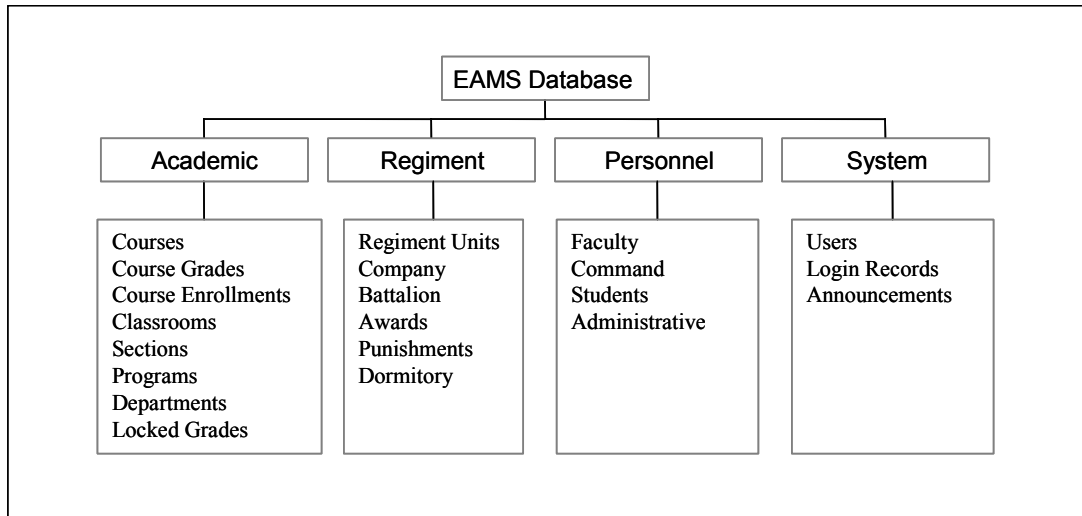 EAMS Database
Academic
Regiment
Personnel
System
Courses
Course Grades
Course Enrollments
Classrooms
Sections
Programs
Departments
Locked Grades
Regiment Units
Company
Battalion
Awards
Punishments
Dormitory
Faculty
Command
Students
Administrative
Users
Login Records
Announcements